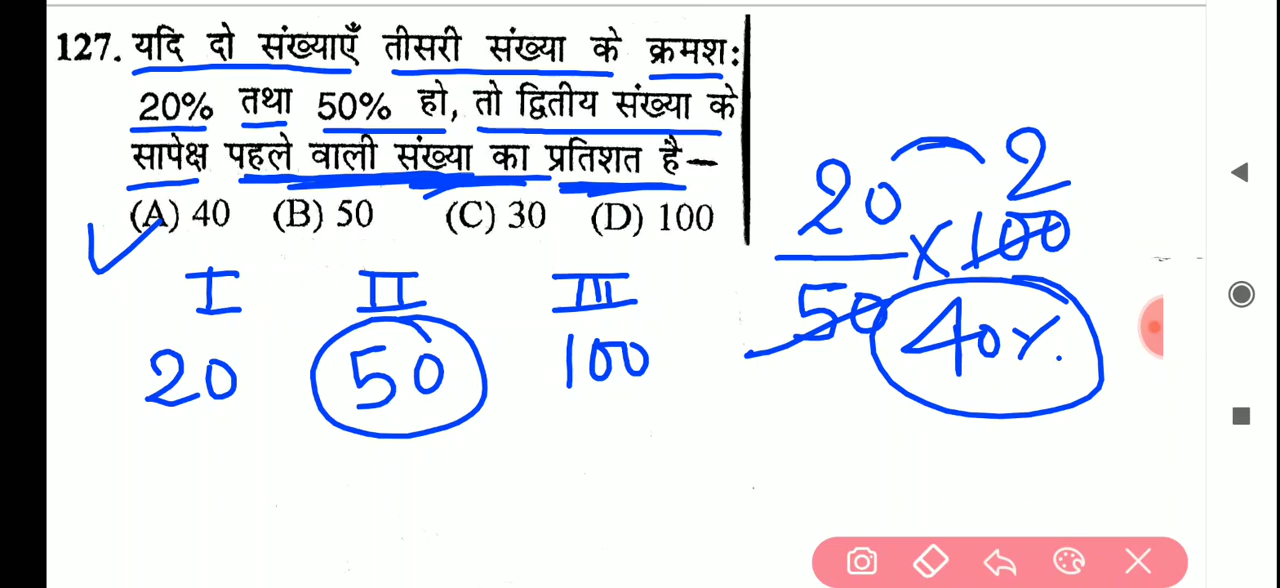 127. यदि दो संख्याएँ तीसरी संख्या के क्रमश:
20% तथा 50% हो, तो द्वितीय संख्या के
सापेक्ष पहले वाली संख्या का प्रतिशत है—
(A) 40 (B) 50 (C) 30 (D) 100
I II III
20 50 100
20 2
× 100
50 40%